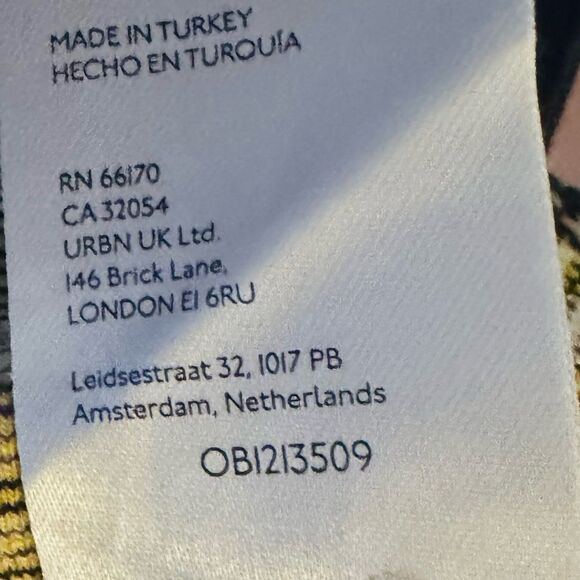 MADE IN TURKEY
HECHO EN TURQUÍA
RN 66170
CA 32054
URBN UK Ltd.
146 Brick Lane,
LONDON E1 6RU
Leidsestraat 32, 1017 PB
Amsterdam, Netherlands
OB1213509